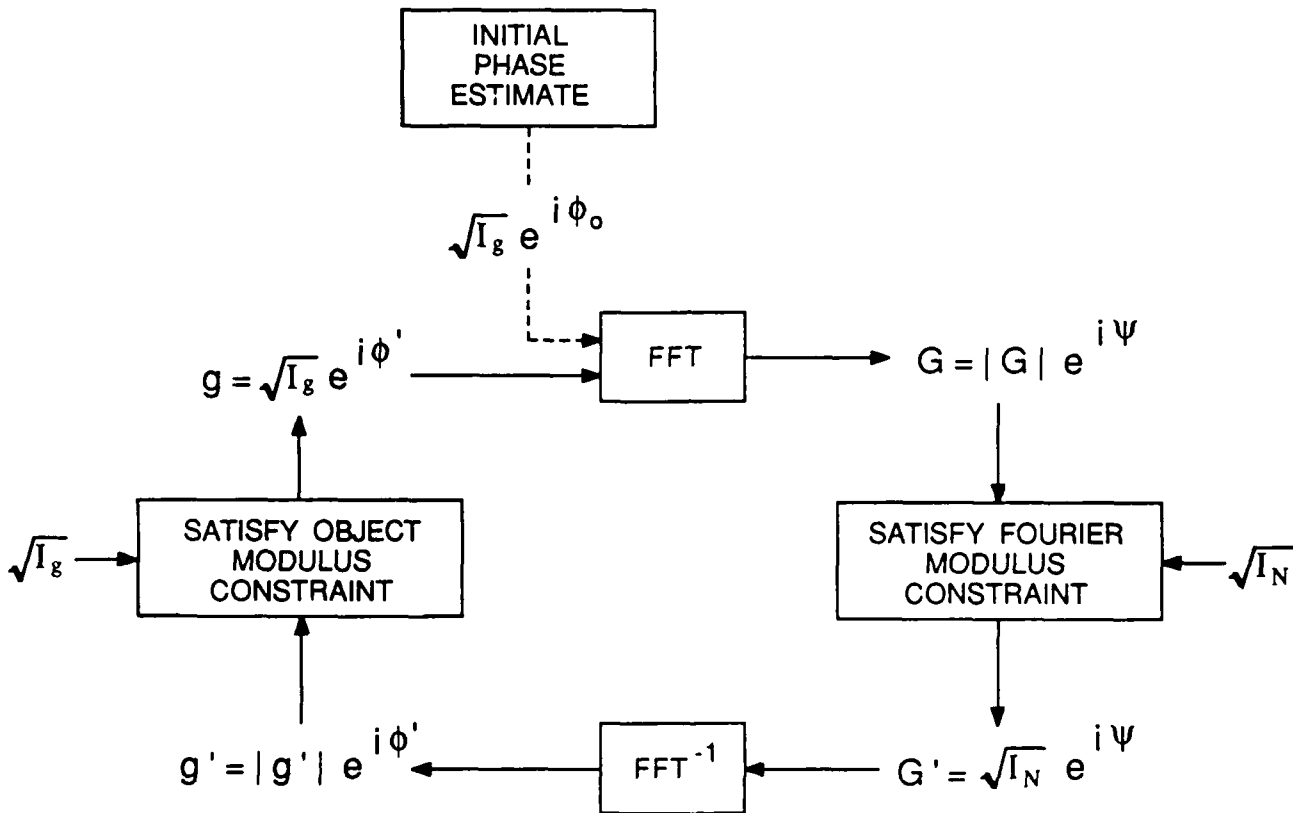 INITIAL
PHASE
ESTIMATE
√I_g e^{iφ_o}
g = √I_g e^{iφ'}
FFT
G = |G| e^{iψ}
√I_g
SATISFY OBJECT
MODULUS
CONSTRAINT
SATISFY FOURIER
MODULUS
CONSTRAINT
√I_N
g' = |g'| e^{iφ'}
FFT^{-1}
G' = √I_N e^{iψ}